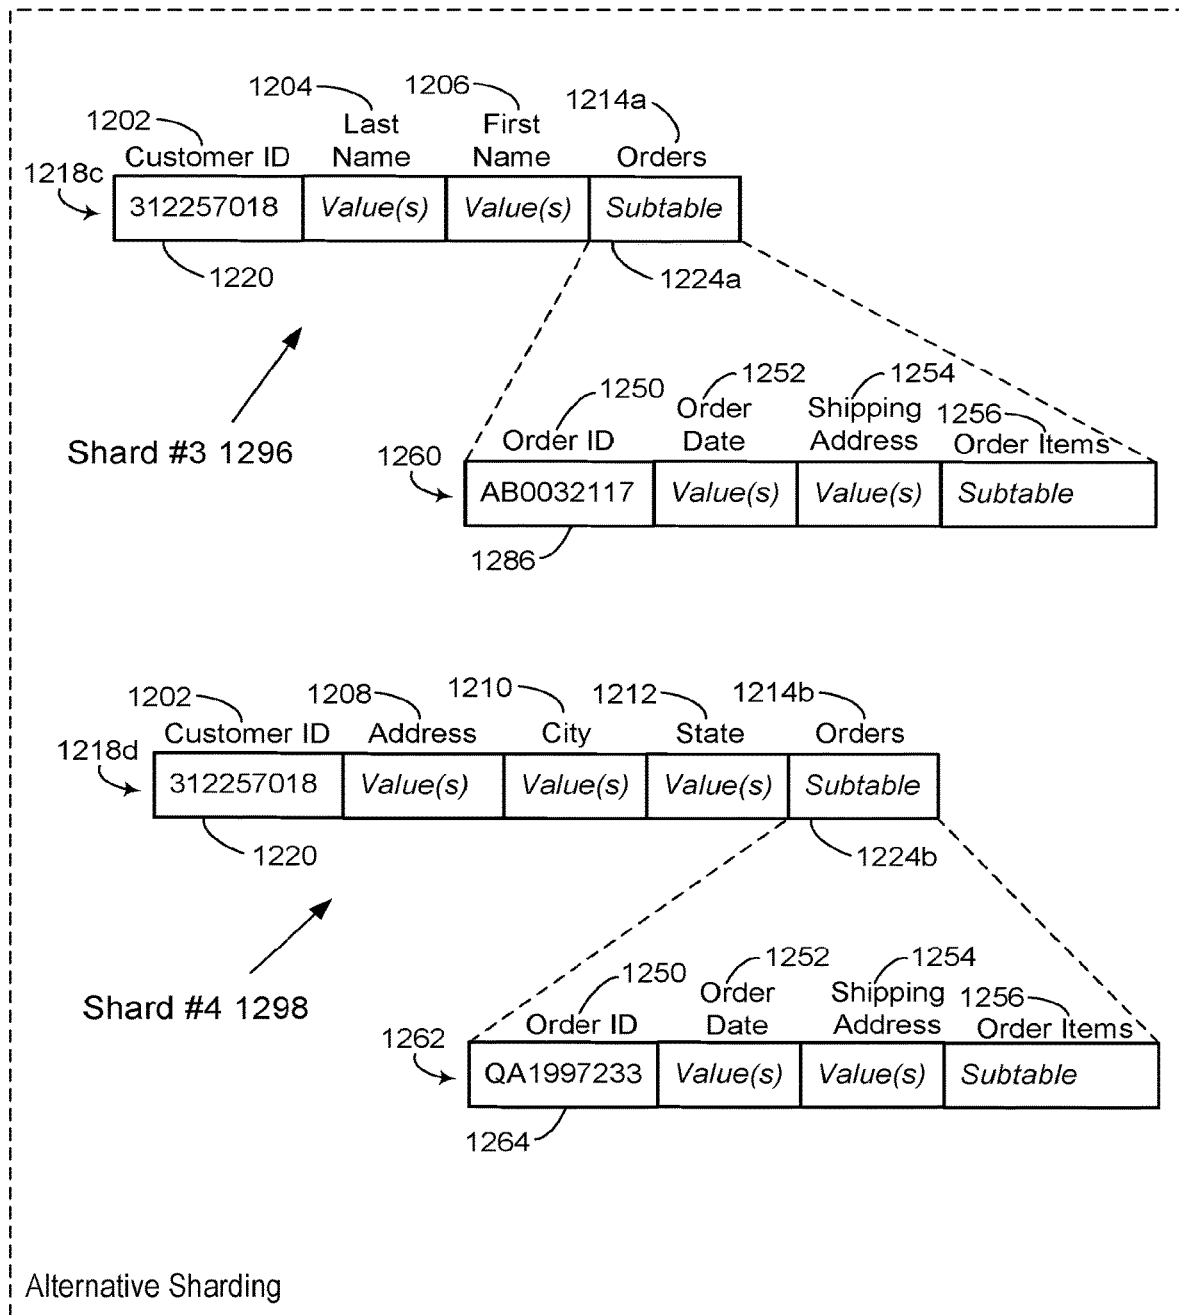 1204 1206 1214a
1202 Last First
Customer ID Name Name Orders
1218c
312257018 Value(s) Value(s) Subtable
1220 1224a
1252 1254
1250 Order Shipping 1256
Shard #3 1296 Order ID Date Address Order Items
1260
AB0032117 Value(s) Value(s) Subtable
1286
1202 1208 1210 1212 1214b
Customer ID Address City State Orders
1218d
312257018 Value(s) Value(s) Value(s) Subtable
1220 1224b
1252 1254
1250 Order Shipping 1256
Shard #4 1298 Order ID Date Address Order Items
1262
QA1997233 Value(s) Value(s) Subtable
1264
Alternative Sharding